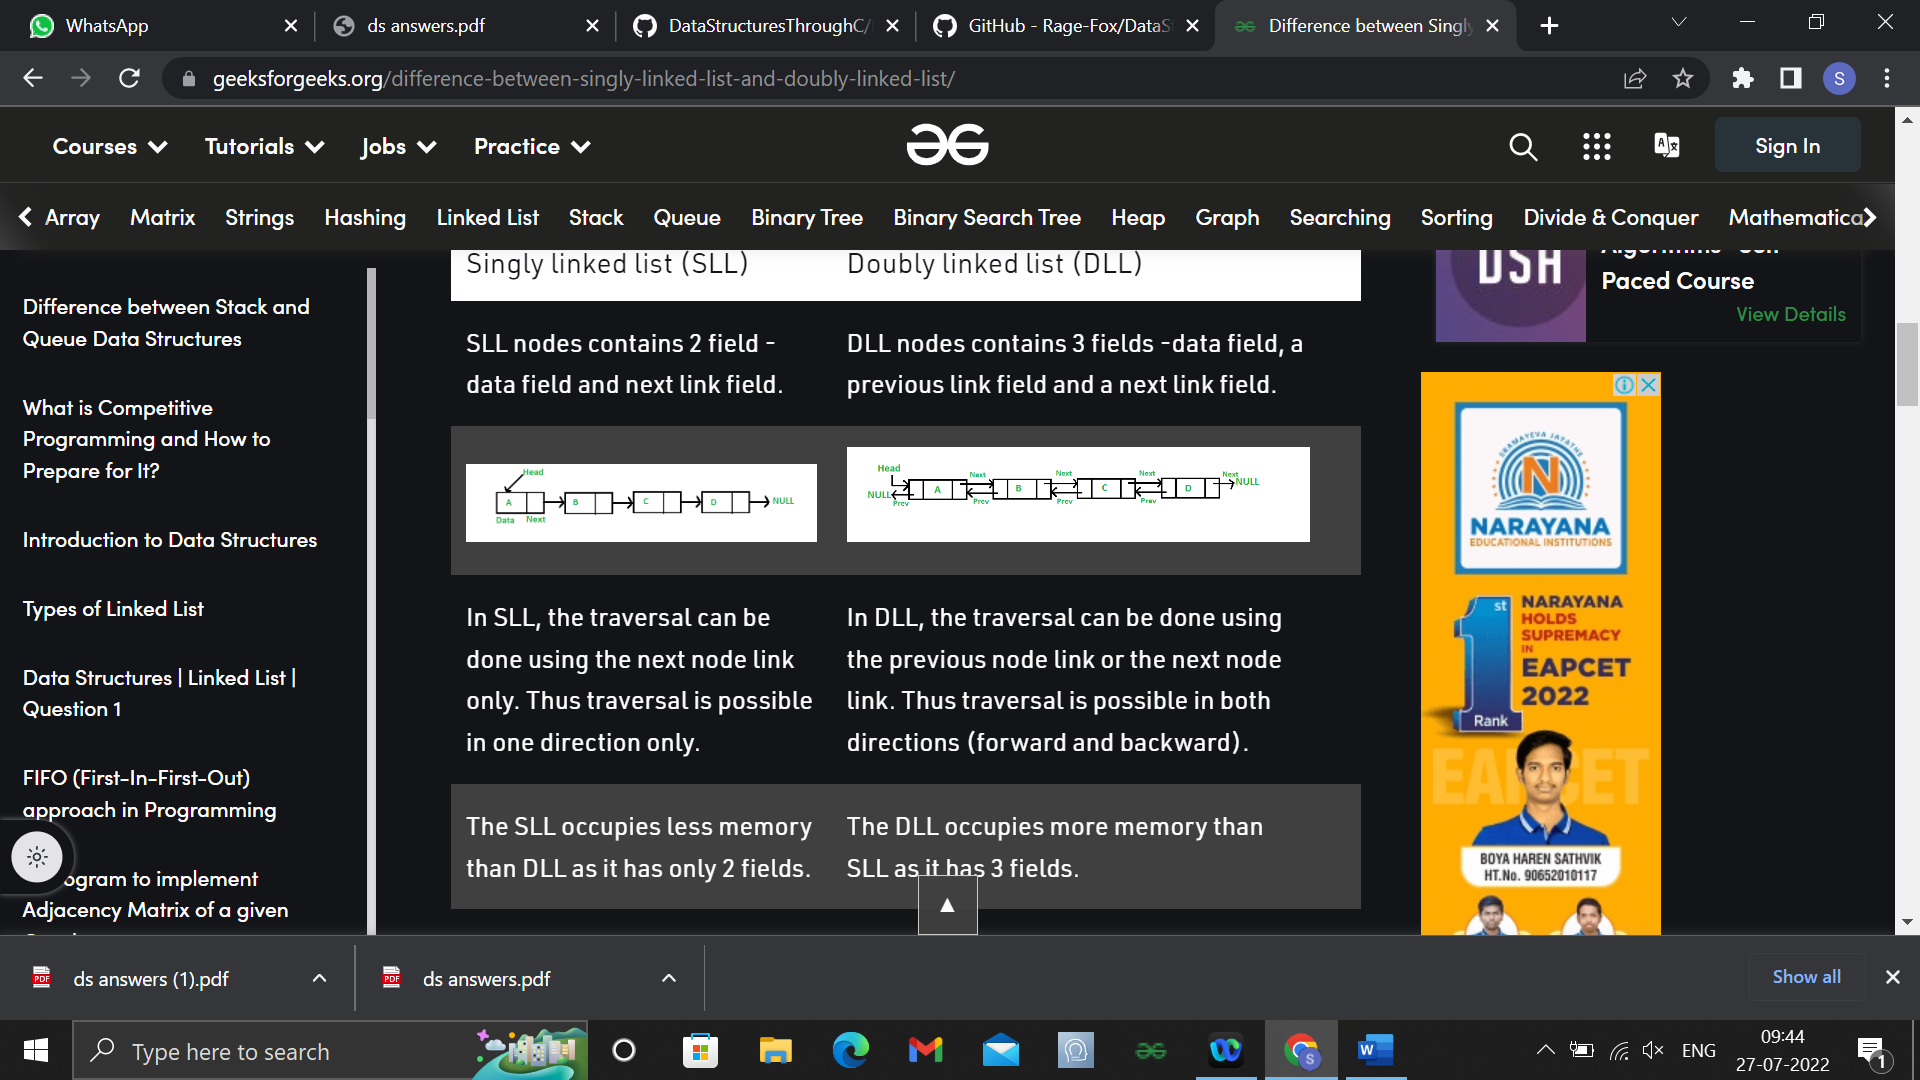 WhatsApp
ds answers.pdf
DataStructuresThroughC/
GitHub - Rage-Fox/DataS
Difference between Singly
geeksforgeeks.org/difference-between-singly-linked-list-and-doubly-linked-list/
S
Courses
Tutorials
Jobs
Practice
Sign In
Array
Matrix
Strings
Hashing
Linked List
Stack
Queue
Binary Tree
Binary Search Tree
Heap
Graph
Searching
Sorting
Divide & Conquer
Mathematica
Difference between Stack and
Queue Data Structures
What is Competitive
Programming and How to
Prepare for It?
Introduction to Data Structures
Types of Linked List
Data Structures | Linked List |
Question 1
FIFO (First-In-First-Out)
approach in Programming
ogram to implement
Adjacency Matrix of a given
Singly linked list (SLL)
Doubly linked list (DLL)
SLL nodes contains 2 field -
data field and next link field.
DLL nodes contains 3 fields -data field, a
previous link field and a next link field.
Head
A
B
C
D
NULL
Data Next
Head
Next
Next
Next
Next
NULL
A
B
C
D
NULL
Prev
Prev
Prev
Prev
In SLL, the traversal can be
done using the next node link
only. Thus traversal is possible
in one direction only.
In DLL, the traversal can be done using
the previous node link or the next node
link. Thus traversal is possible in both
directions (forward and backward).
The SLL occupies less memory
than DLL as it has only 2 fields.
The DLL occupies more memory than
SLL as it has 3 fields.
DSA
Algorithms- Self
Paced Course
View Details
SRAMAYEVA JAYATHE
N
NARAYANA
EDUCATIONAL INSTITUTIONS
1st
Rank
NARAYANA
HOLDS
SUPREMACY
IN
EAPCET
2022
EAPCET
BOYA HAREN SATHVIK
HT.No. 90652010117
ds answers (1).pdf
ds answers.pdf
Show all
Type here to search
ENG
09:44
27-07-2022
1